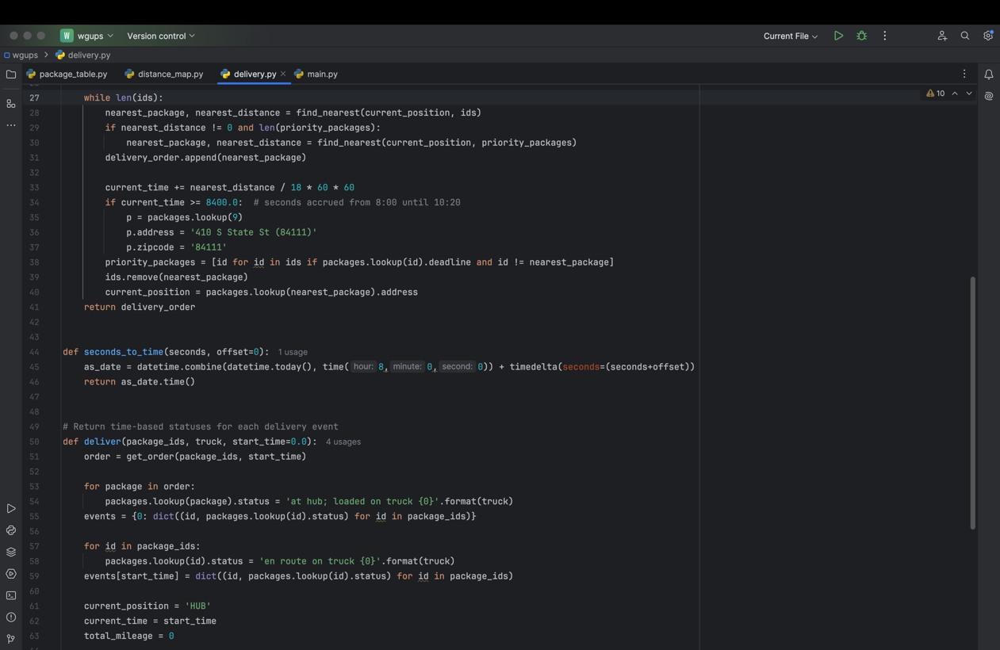 W wgups Version control Current File
wgups > delivery.py
package_table.py distance_map.py delivery.py × main.py
27 while len(ids): 10
28 nearest_package, nearest_distance = find_nearest(current_position, ids)
29 if nearest_distance != 0 and len(priority_packages):
30 nearest_package, nearest_distance = find_nearest(current_position, priority_packages)
31 delivery_order.append(nearest_package)
32
33 current_time += nearest_distance / 18 * 60 * 60
34 if current_time >= 8400.0:  # seconds accrued from 8:00 until 10:20
35 p = packages.lookup(9)
36 p.address = '410 S State St (84111)'
37 p.zipcode = '84111'
38 priority_packages = [id for id in ids if packages.lookup(id).deadline and id != nearest_package]
39 ids.remove(nearest_package)
40 current_position = packages.lookup(nearest_package).address
41 return delivery_order
42
43
44 def seconds_to_time(seconds, offset=0): 1 usage
45 as_date = datetime.combine(datetime.today(), time( hour: 8, minute: 0, second: 0)) + timedelta(seconds=(seconds+offset))
46 return as_date.time()
47
48
49 # Return time-based statuses for each delivery event
50 def deliver(package_ids, truck, start_time=0.0): 4 usages
51 order = get_order(package_ids, start_time)
52
53 for package in order:
54 packages.lookup(package).status = 'at hub; loaded on truck {0}'.format(truck)
55 events = {0: dict((id, packages.lookup(id).status) for id in package_ids)}
56
57 for id in package_ids:
58 packages.lookup(id).status = 'en route on truck {0}'.format(truck)
59 events[start_time] = dict((id, packages.lookup(id).status) for id in package_ids)
60
61 current_position = 'HUB'
62 current_time = start_time
63 total_mileage = 0